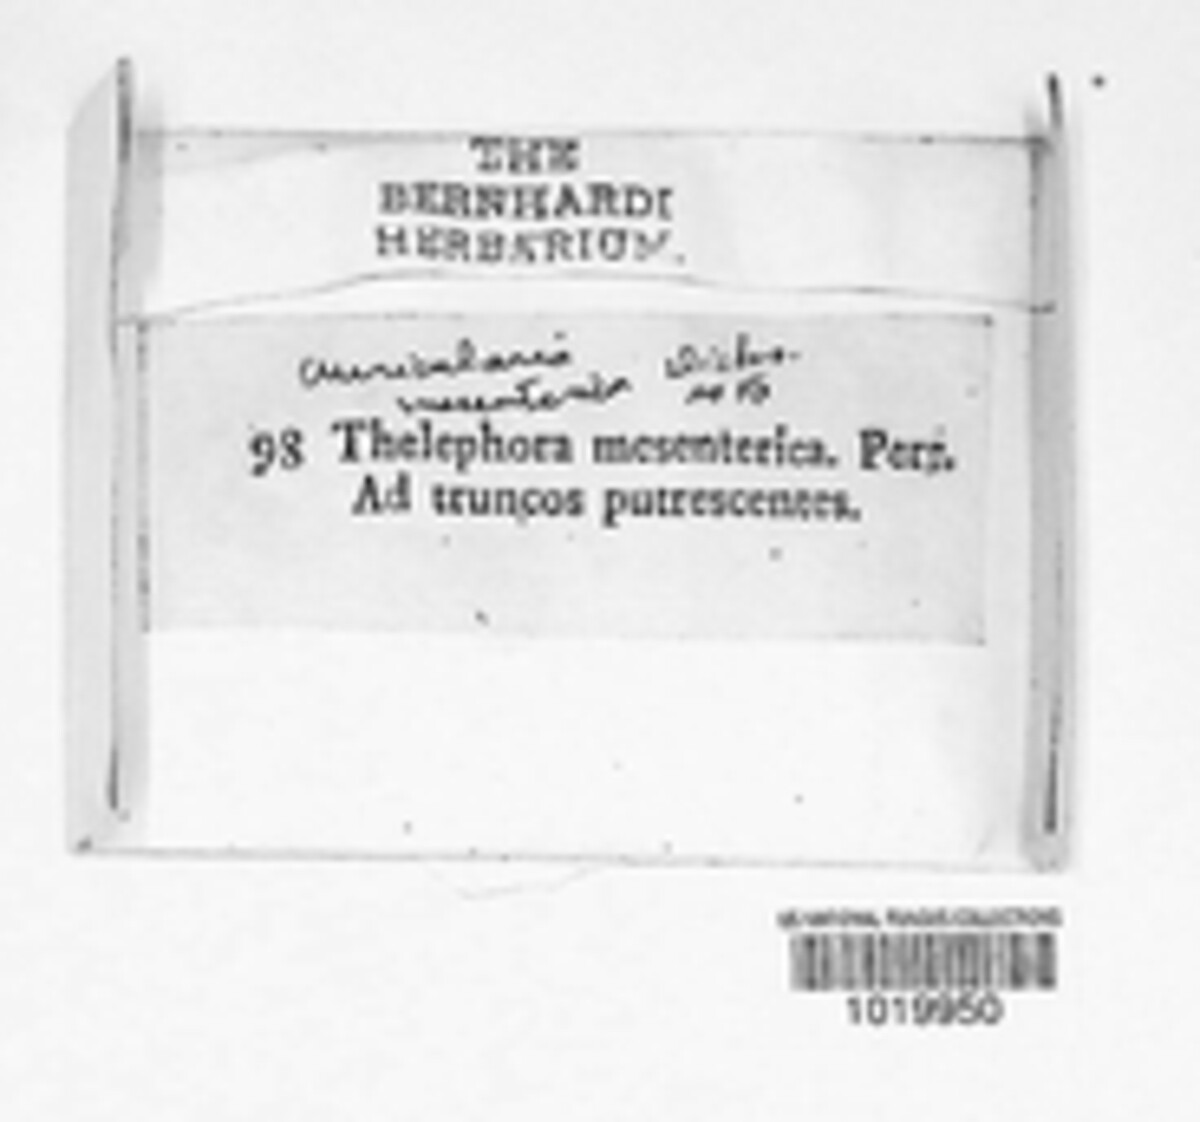 THE
BERNHARDI
HERBARIUM.
Auricularia
mesenterica
98 Thelephora mesenterica. Pers.
Ad truncos putrescentes.
US NATIONAL FUNGUS COLLECTIONS
1019950